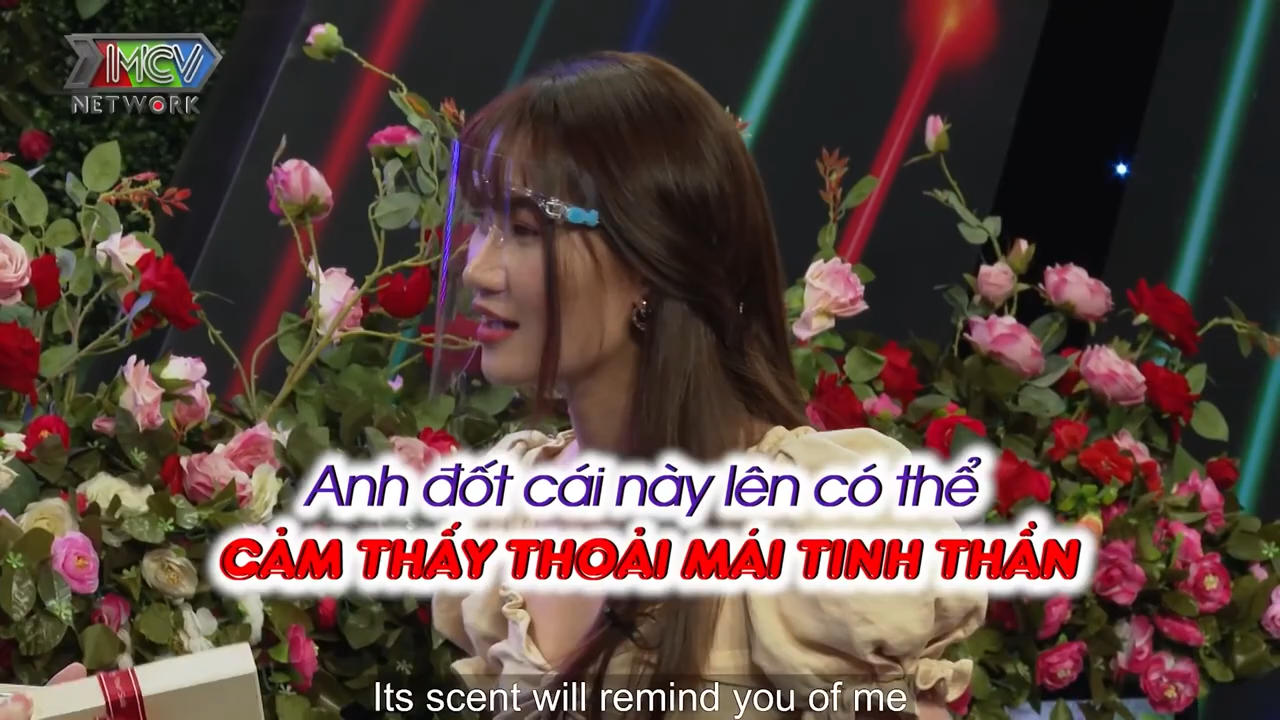 MCV
NETWORK
Anh đốt cái này lên có thể
CẢM THẤY THOẢI MÁI TINH THẦN
Its scent will remind you of me